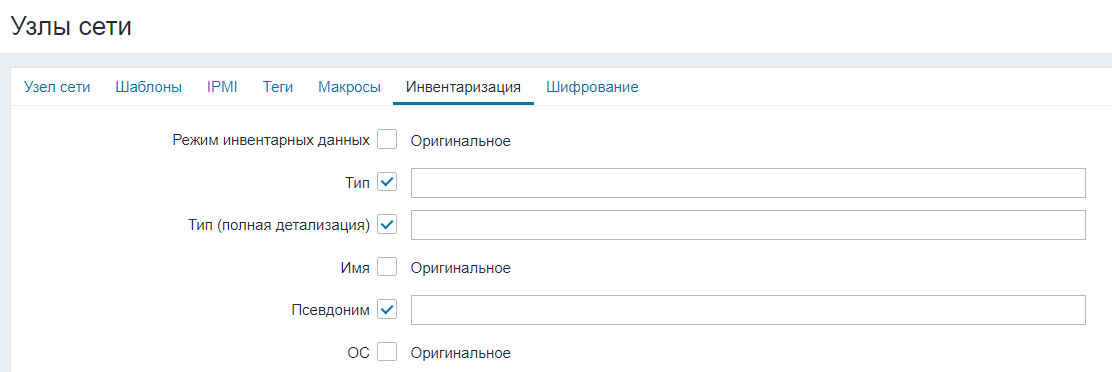 Узлы сети
Узел сети Шаблоны IPMI Теги Макросы Инвентаризация Шифрование
Режим инвентарных данных Оригинальное
Тип
Тип (полная детализация)
Имя Оригинальное
Псевдоним
ОС Оригинальное